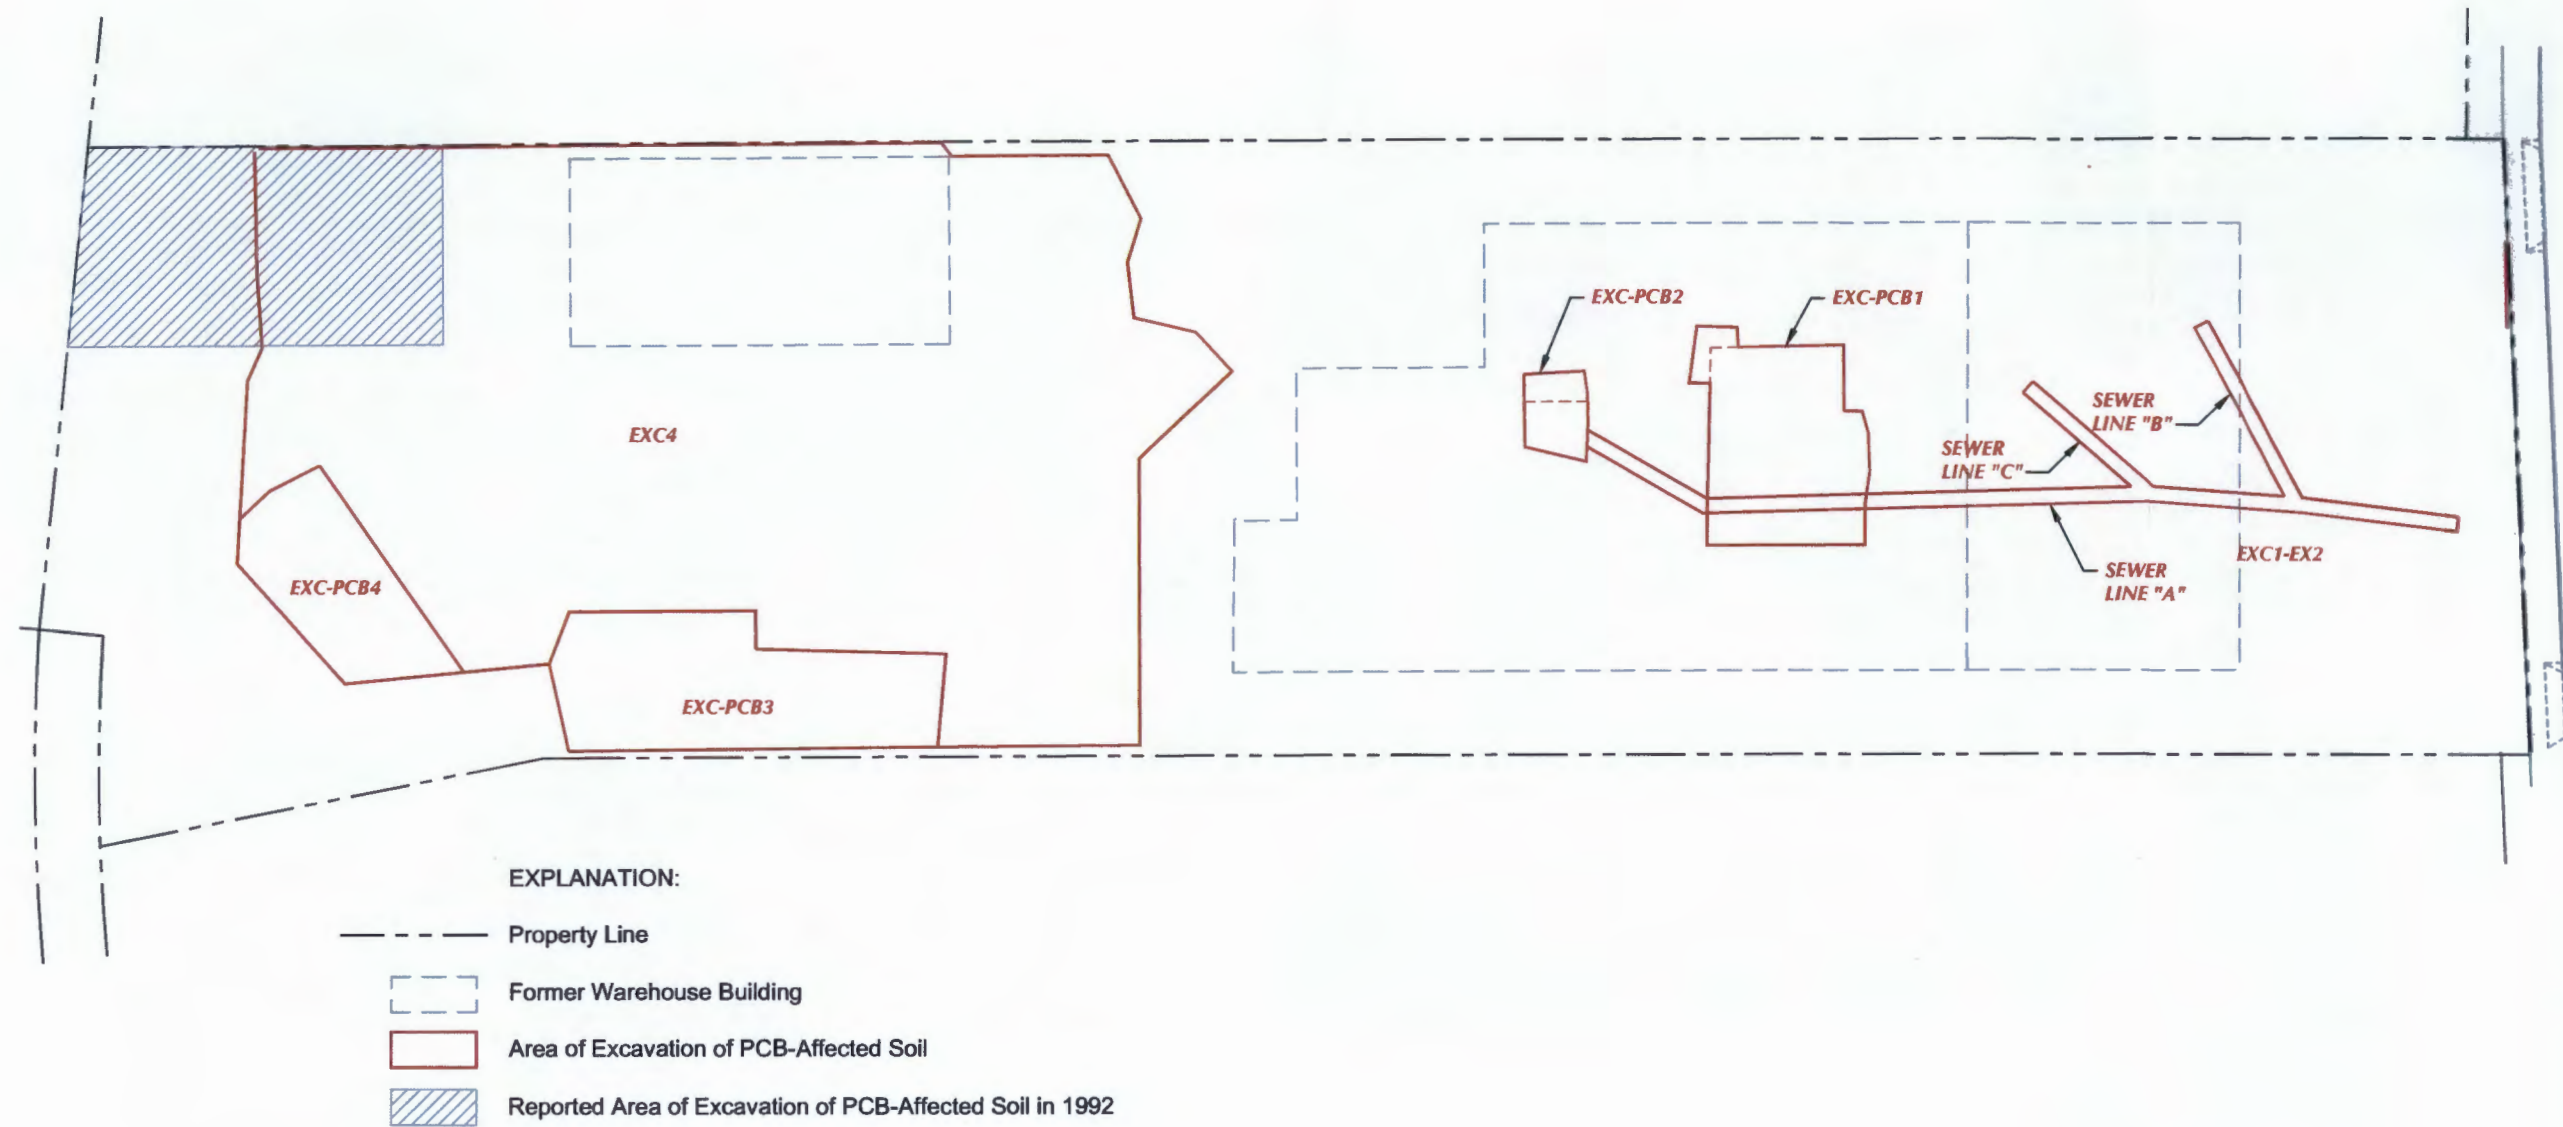 EXC-PCB2
EXC-PCB1
SEWER
LINE "B"
EXC4
SEWER
LINE "C"
EXC1-EX2
SEWER
LINE "A"
EXC-PCB4
EXC-PCB3
EXPLANATION:
Property Line
Former Warehouse Building
Area of Excavation of PCB-Affected Soil
Reported Area of Excavation of PCB-Affected Soil in 1992